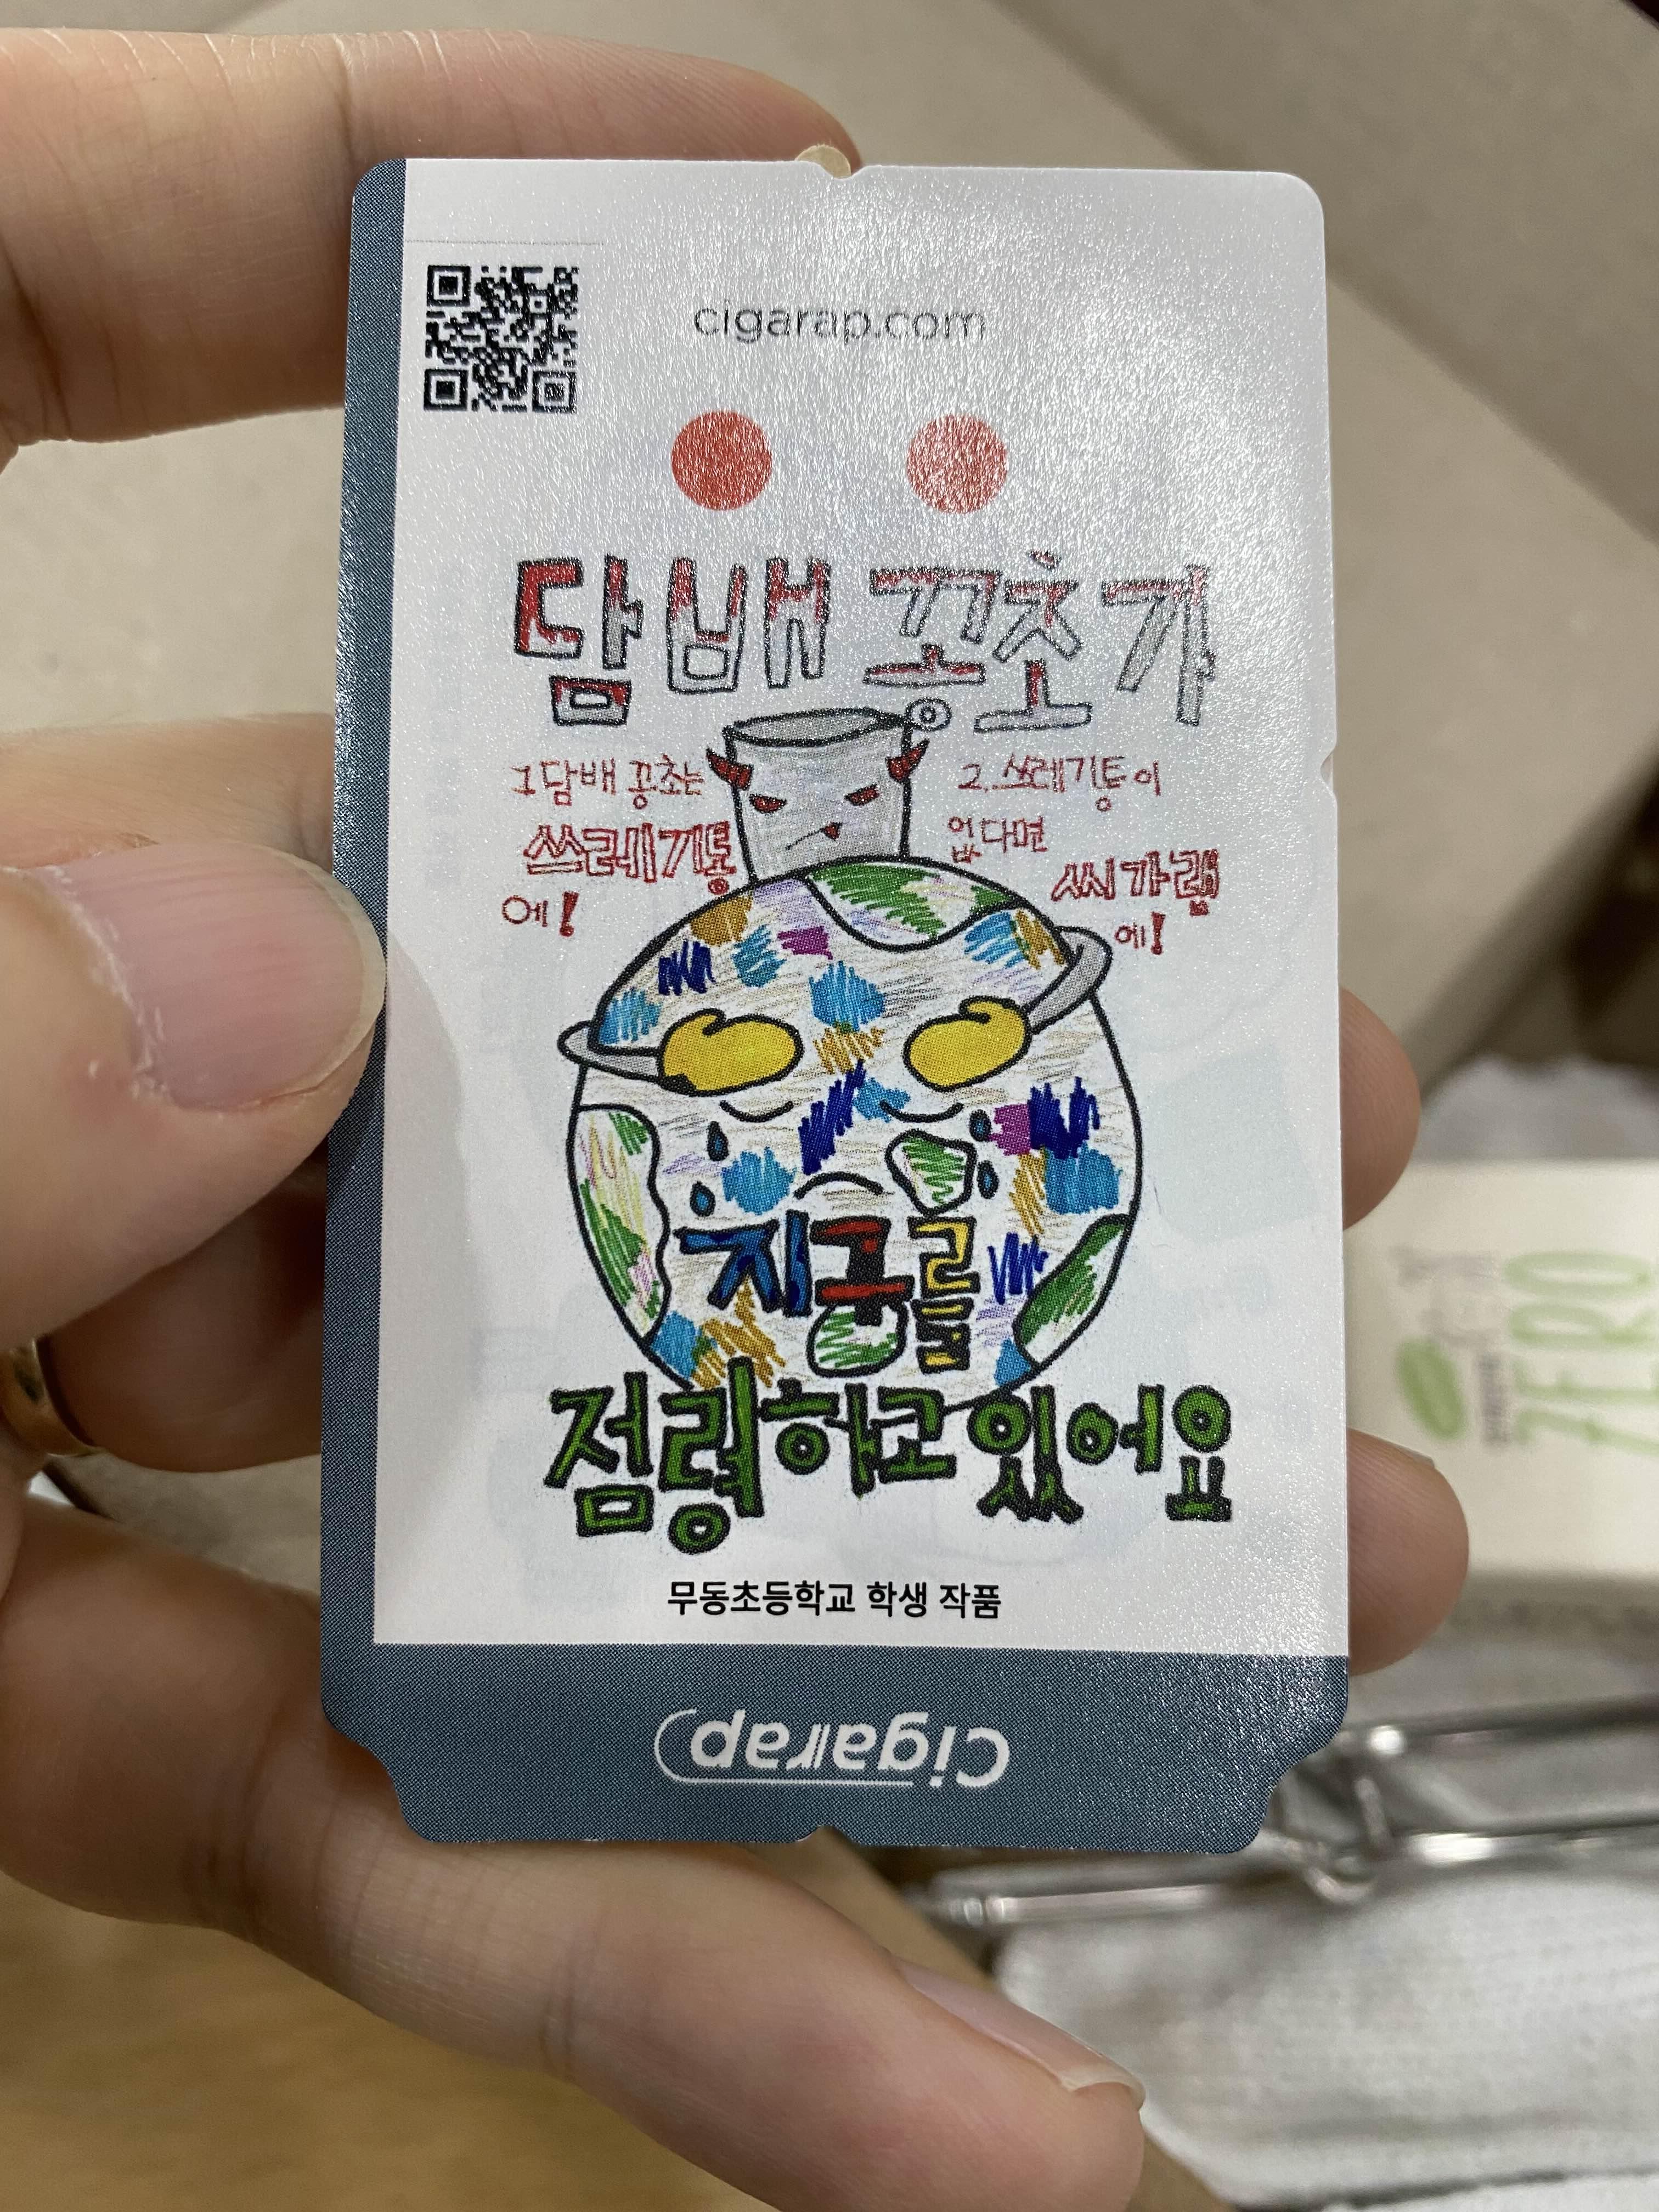 cigarap.com
담배 꽁초가
1 담배 꽁초는
쓰레기통
에!
2. 쓰레기통이
없다면
씨가랩
에!
지구를
점령하고있어요
무동초등학교 학생 작품
Cigarap
ZERO